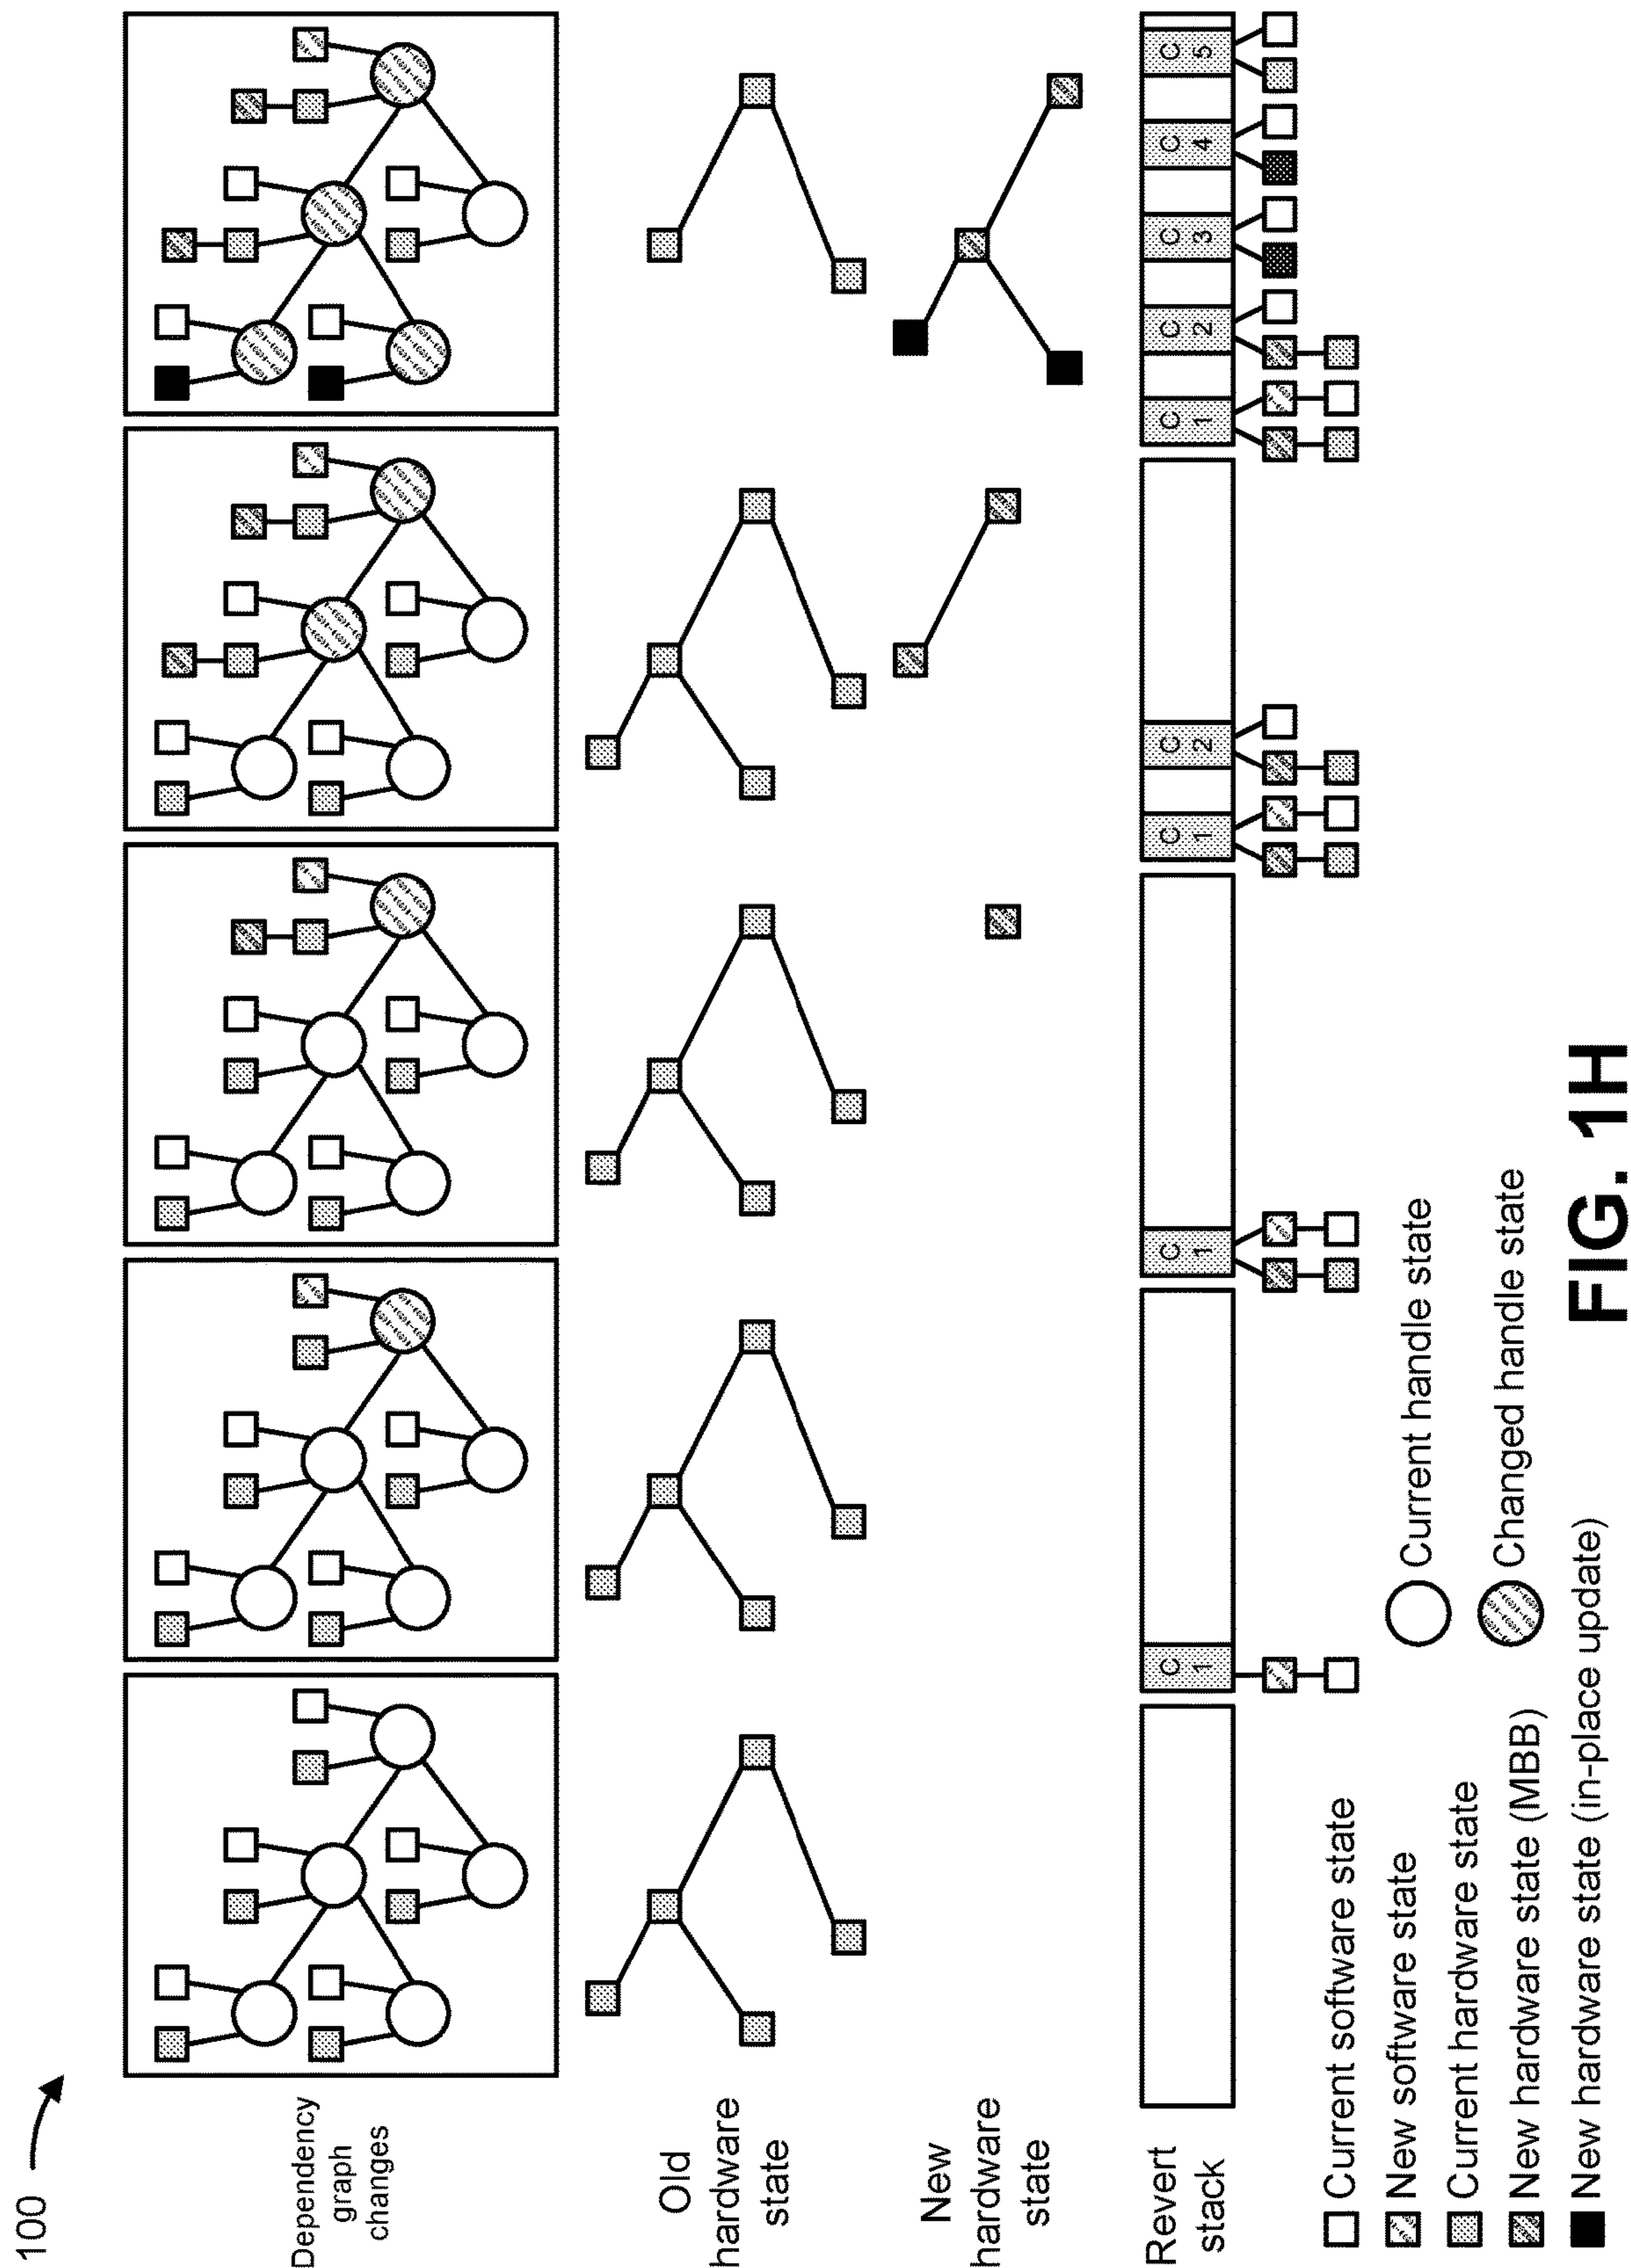 100
Dependency
graph
changes
Old
hardware
state
New
hardware
state
Revert
stack
C
1
C
1
C
1
C
2
C
1
C
2
C
3
C
4
C
5
Current software state
New software state
Current hardware state
New hardware state (MBB)
New hardware state (in-place update)
Current handle state
Changed handle state
FIG. 1H